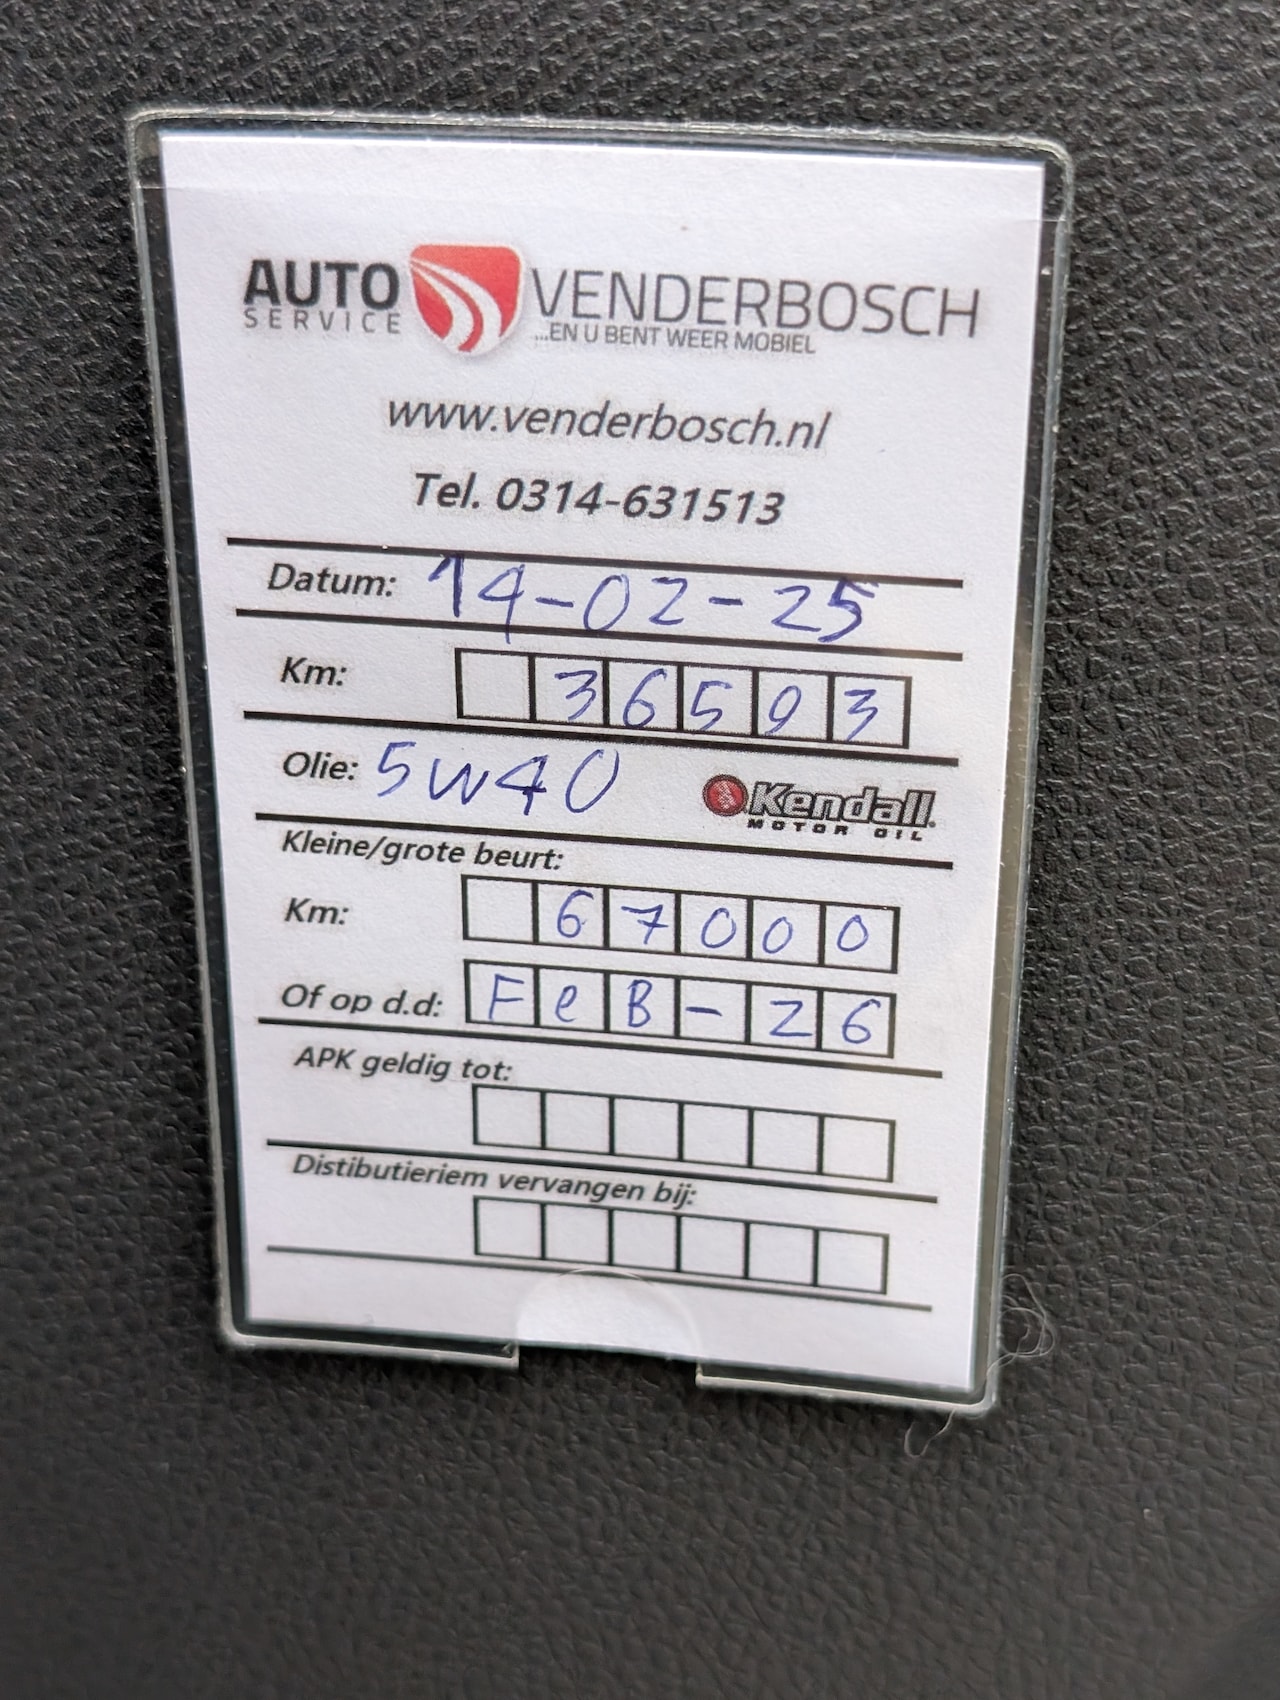 AUTO VENDERBOSCH
SERVICE ...EN U BENT WEER MOBIEL
www.venderbosch.nl
Tel. 0314-631513
Datum: 14-02-25
Km: 36593
Olie: 5W40 Kendall
MOTOR OIL
Kleine/grote beurt:
Km: 67000
Of op d.d: FeB-26
APK geldig tot:
Distibutieriem vervangen bij: